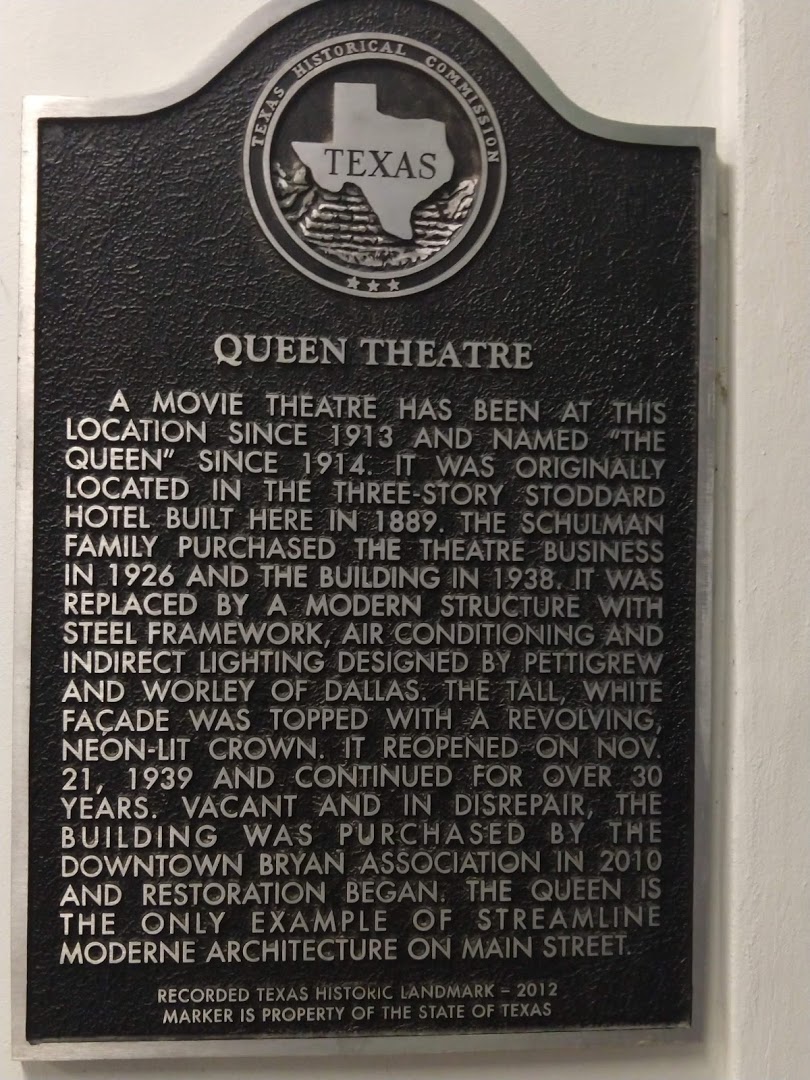 TEXAS HISTORICAL COMMISSION
TEXAS
QUEEN THEATRE
A MOVIE THEATRE HAS BEEN AT THIS
LOCATION SINCE 1913 AND NAMED "THE
QUEEN" SINCE 1914. IT WAS ORIGINALLY
LOCATED IN THE THREE-STORY STODDARD
HOTEL BUILT HERE IN 1889. THE SCHULMAN
FAMILY PURCHASED THE THEATRE BUSINESS
IN 1926 AND THE BUILDING IN 1938. IT WAS
REPLACED BY A MODERN STRUCTURE WITH
STEEL FRAMEWORK, AIR CONDITIONING AND
INDIRECT LIGHTING DESIGNED BY PETTIGREW
AND WORLEY OF DALLAS. THE TALL, WHITE
FAÇADE WAS TOPPED WITH A REVOLVING,
NEON-LIT CROWN. IT REOPENED ON NOV.
21, 1939 AND CONTINUED FOR OVER 30
YEARS. VACANT AND IN DISREPAIR, THE
BUILDING WAS PURCHASED BY THE
DOWNTOWN BRYAN ASSOCIATION IN 2010
AND RESTORATION BEGAN. THE QUEEN IS
THE ONLY EXAMPLE OF STREAMLINE
MODERNE ARCHITECTURE ON MAIN STREET.
RECORDED TEXAS HISTORIC LANDMARK – 2012
MARKER IS PROPERTY OF THE STATE OF TEXAS